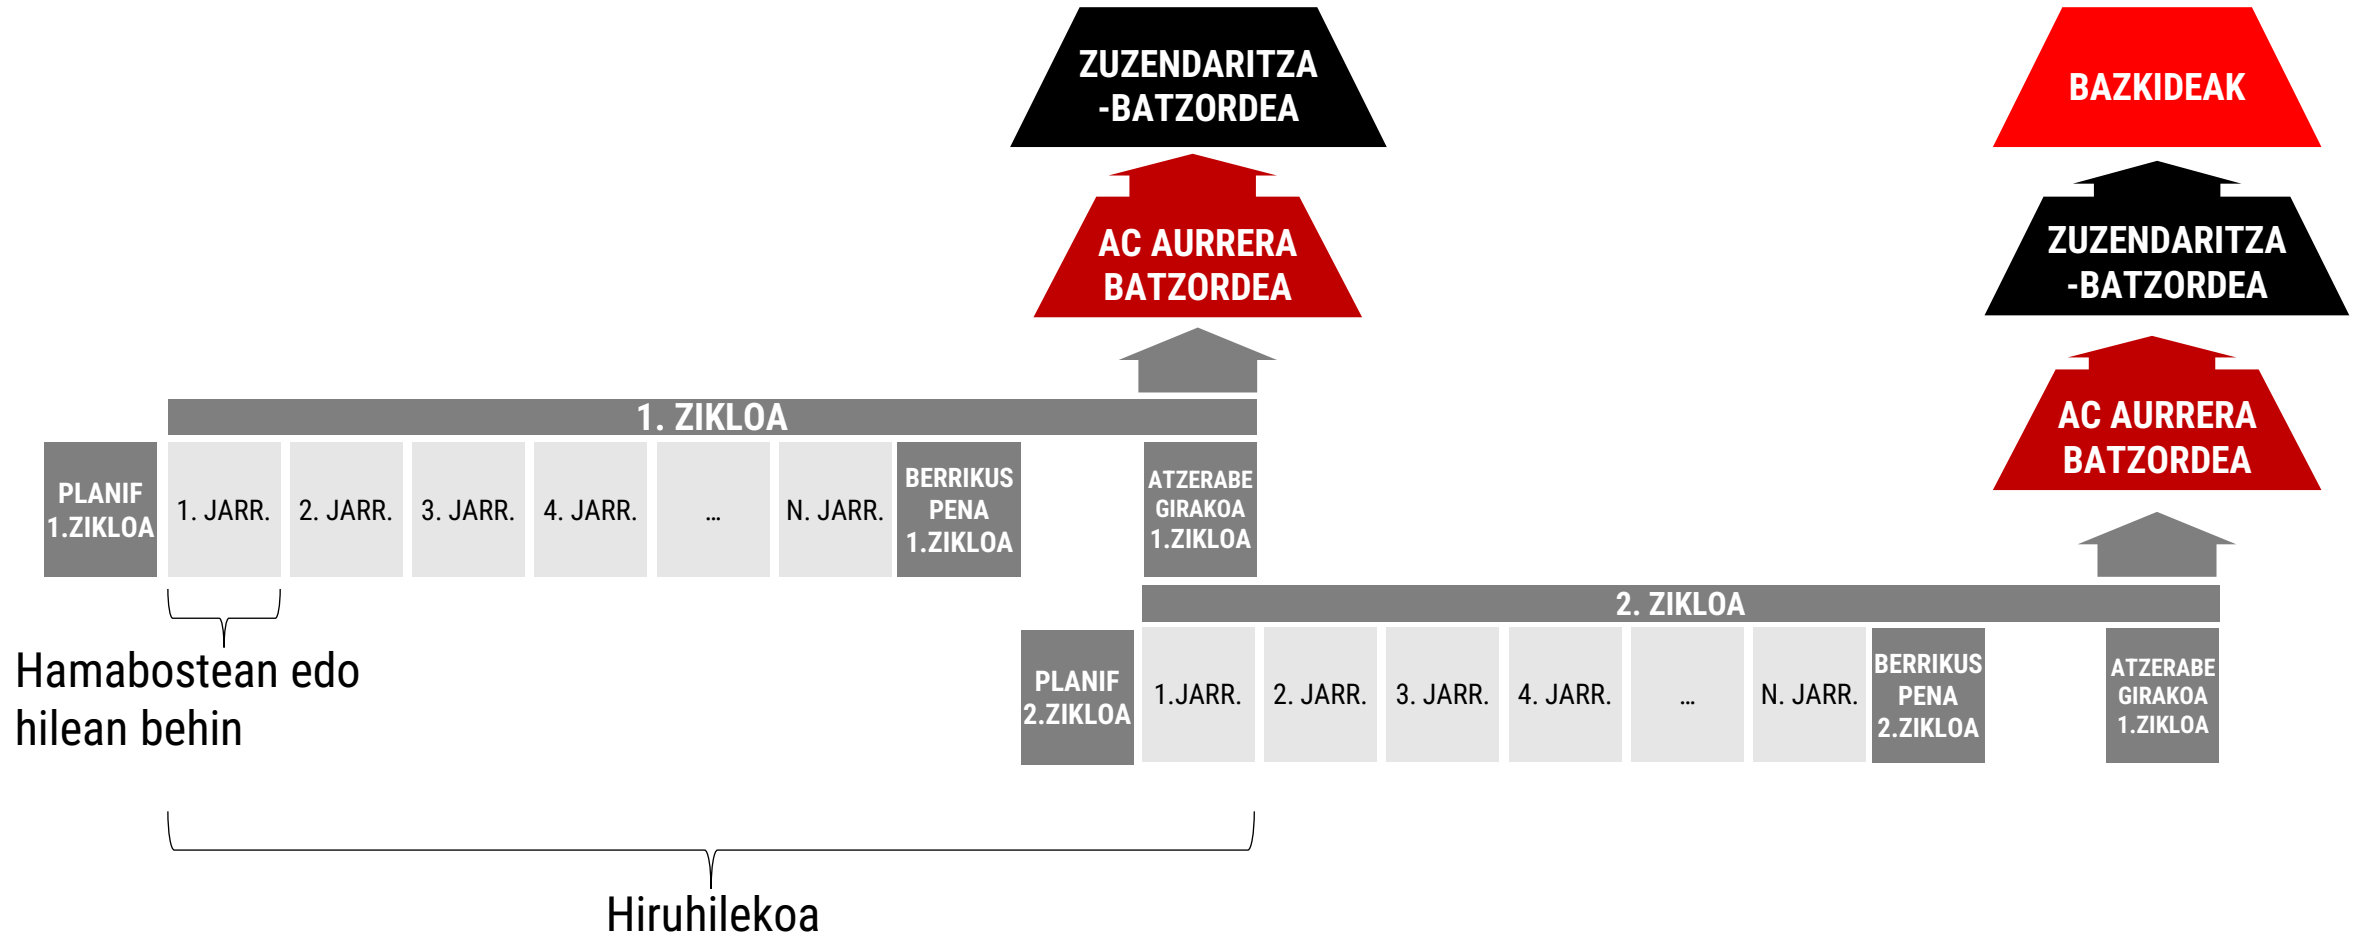 ZUZENDARITZA
-BATZORDEA
AC AURRERA
BATZORDEA
BAZKIDEAK
ZUZENDARITZA
-BATZORDEA
AC AURRERA
BATZORDEA
1. ZIKLOA
PLANIF
1.ZIKLOA
1. JARR.
2. JARR.
3. JARR.
4. JARR.
...
N. JARR.
BERRIKUS
PENA
1.ZIKLOA
ATZERABE
GIRAKOA
1.ZIKLOA
Hamabostean edo
hilean behin
2. ZIKLOA
PLANIF
2.ZIKLOA
1.JARR.
2. JARR.
3. JARR.
4. JARR.
...
N. JARR.
BERRIKUS
PENA
2.ZIKLOA
ATZERABE
GIRAKOA
1.ZIKLOA
Hiruhilekoa